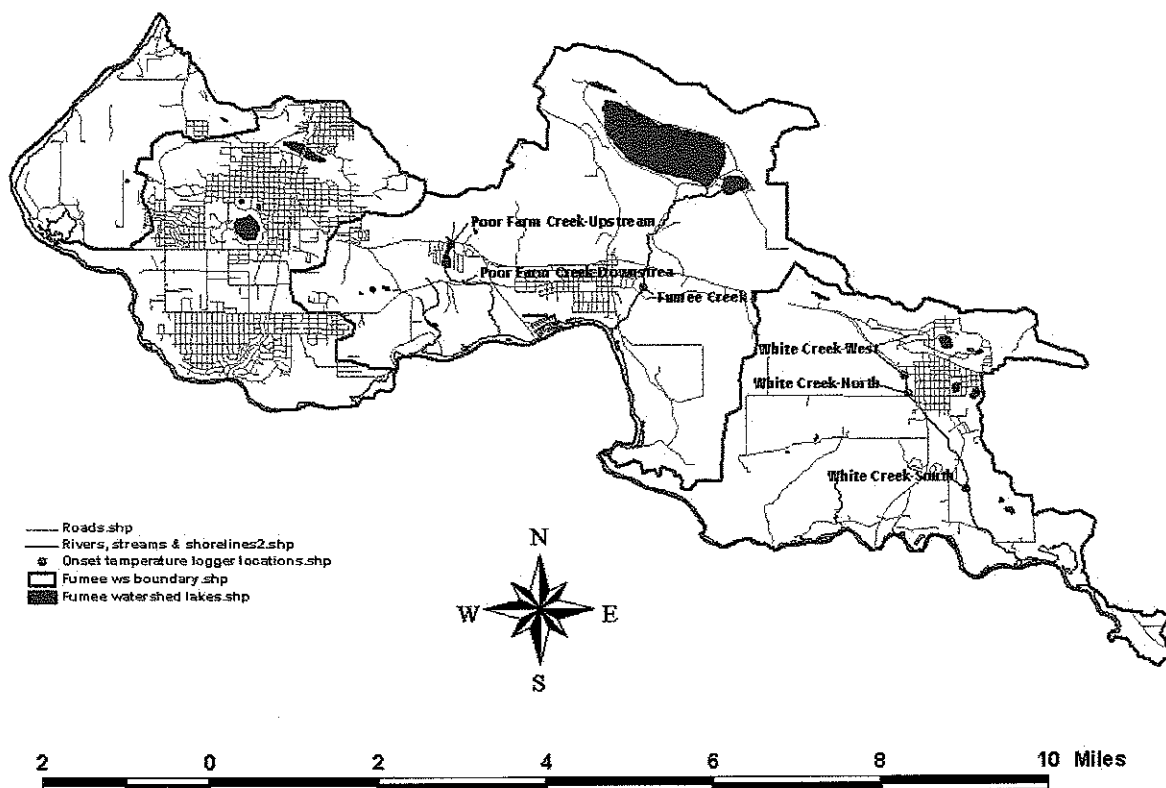 Poor Farm Creek-Upstream
Poor Farm Creek-Downstrea
Fumee Creek
White Creek-West
White Creek-North
White Creek-South
Roads.shp
Rivers, streams & shorelines2.shp
Onset temperature logger locations.shp
Fumee ws boundary.shp
Fumee watershed lakes.shp
N
W E
S
2 0 2 4 6 8 10 Miles